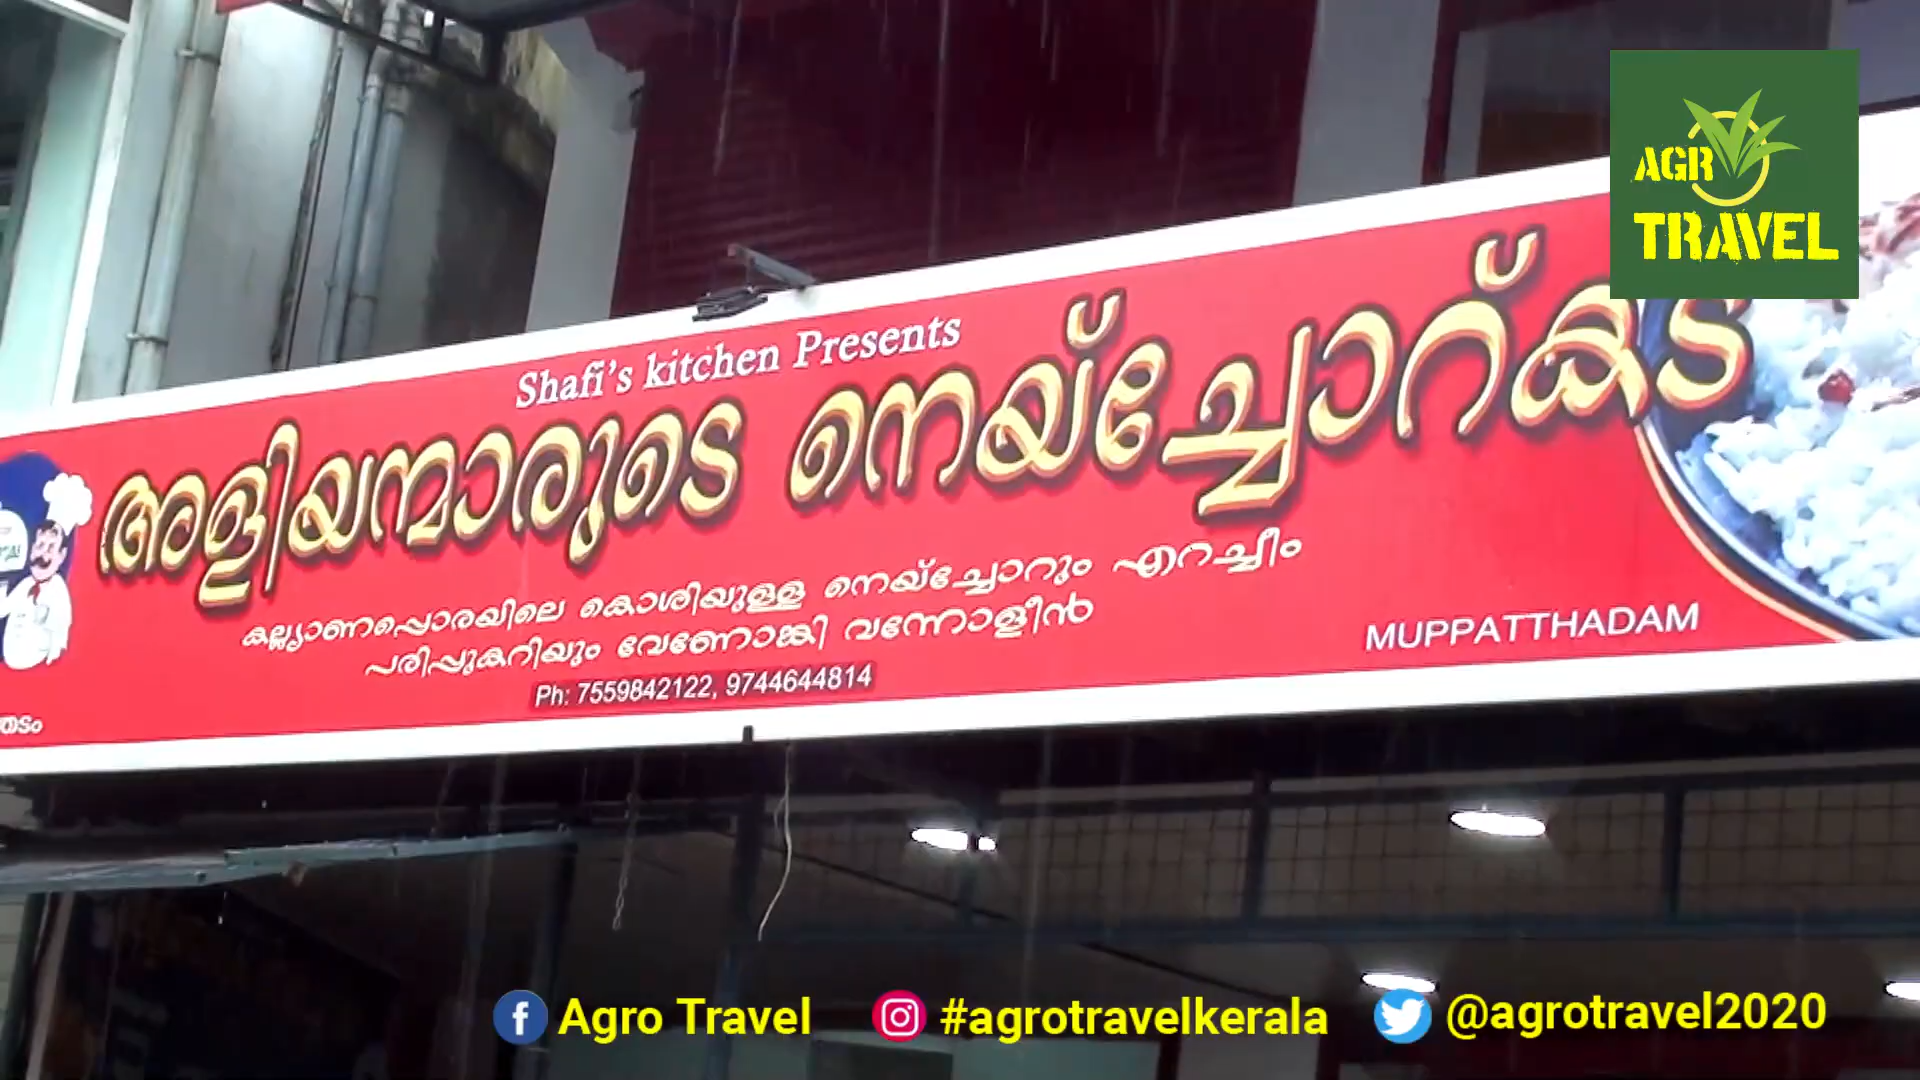 AGR
TRAVEL
Shafi's kitchen Presents
അളിയന്മാരുടെ നെയ്ച്ചോറ്കട
കല്ല്യാണപ്പൊരയിലെ കൊശിയുള്ള നെയ്ച്ചോറും എറച്ചീം
പരിപ്പുകറിയും വേണോങ്കി വന്നോളീൻ
MUPPATTHADAM
Ph: 7559842122, 9744644814
Agro Travel
#agrotravelkerala
@agrotravel2020